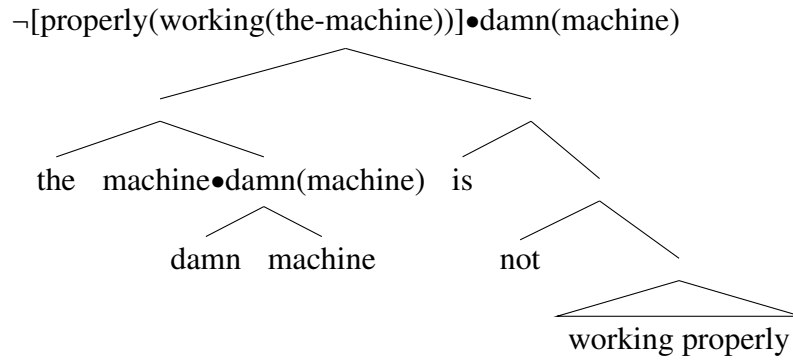 ¬[properly(working(the-machine))]●damn(machine)
the machine●damn(machine) is
damn machine not
working properly